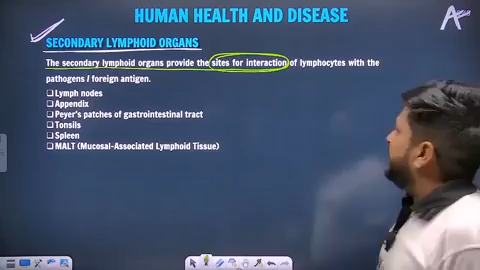 HUMAN HEALTH AND DISEASE
SECONDARY LYMPHOID ORGANS
The secondary lymphoid organs provide the sites for interaction of lymphocytes with the
pathogens / foreign antigen.
❑ Lymph nodes
❑ Appendix
❑ Peyer's patches of gastrointestinal tract
❑ Tonsils
❑ Spleen
❑ MALT (Mucosal-Associated Lymphoid Tissue)